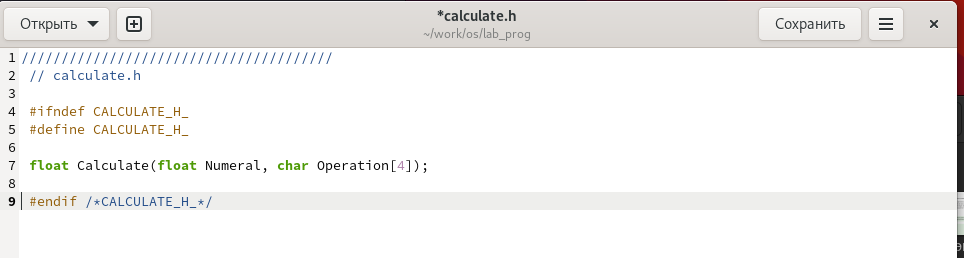 Открыть
*calculate.h
~/work/os/lab_prog
Сохранить
1 ///////////////////////////////////////
2 // calculate.h
3
4 #ifndef CALCULATE_H_
5 #define CALCULATE_H_
6
7 float Calculate(float Numeral, char Operation[4]);
8
9 #endif /*CALCULATE_H_*/